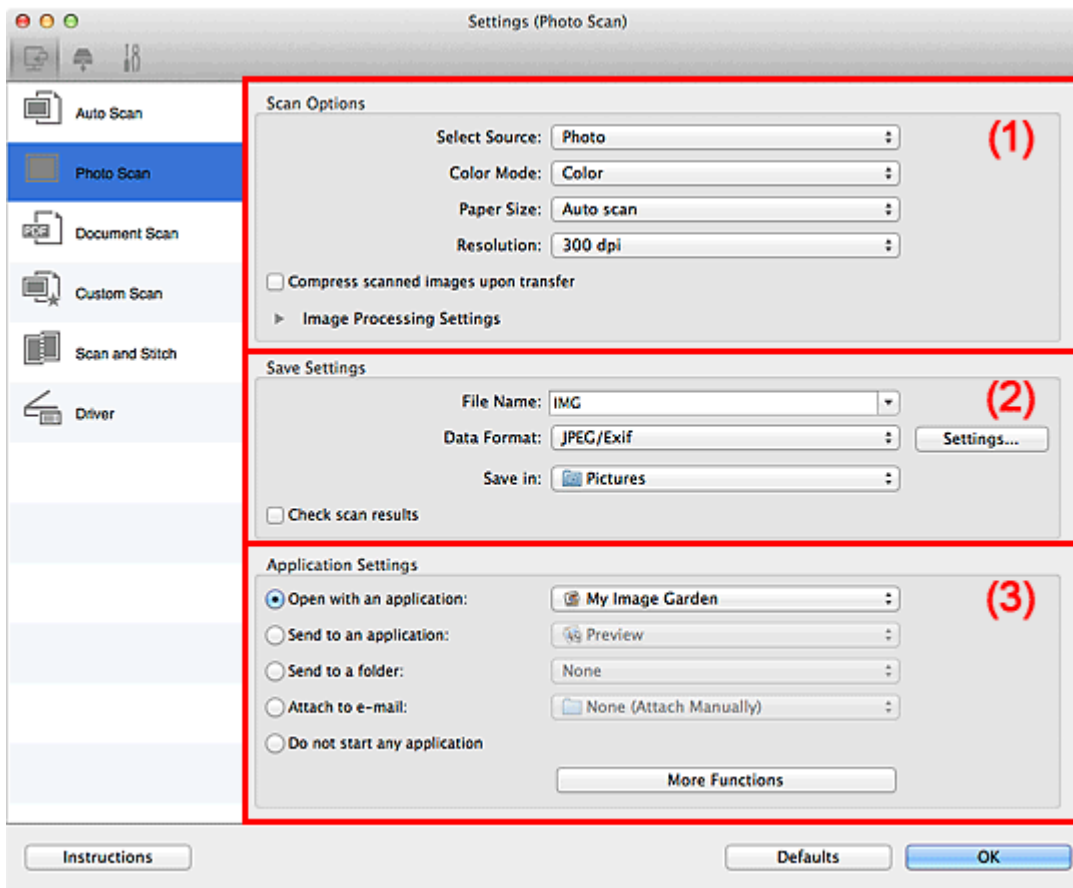 Settings (Photo Scan)
Auto Scan
Photo Scan
PDF
Document Scan
Custom Scan
Scan and Stitch
Driver
Scan Options
(1)
Select Source: Photo
Color Mode: Color
Paper Size: Auto scan
Resolution: 300 dpi
Compress scanned images upon transfer
Image Processing Settings
Save Settings
(2)
File Name: IMG
Data Format: JPEG/Exif Settings...
Save in: Pictures
Check scan results
Application Settings
(3)
Open with an application: My Image Garden
Send to an application: Preview
Send to a folder: None
Attach to e-mail: None (Attach Manually)
Do not start any application
More Functions
Instructions Defaults OK